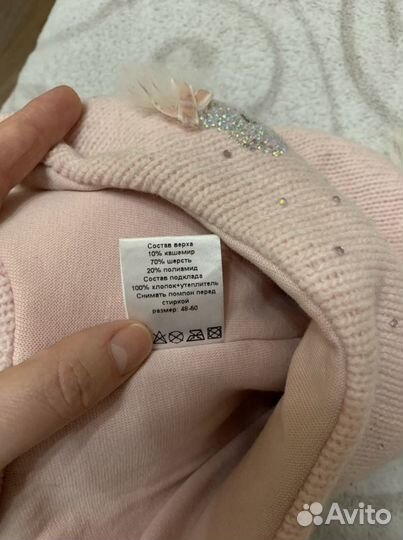 Состав верха
10% кашемир
70% шерсть
20% полиамид
Состав подклада
100% хлопок+утеплитель
Снимать помпон перед
стиркой
размер: 48-50
Avito